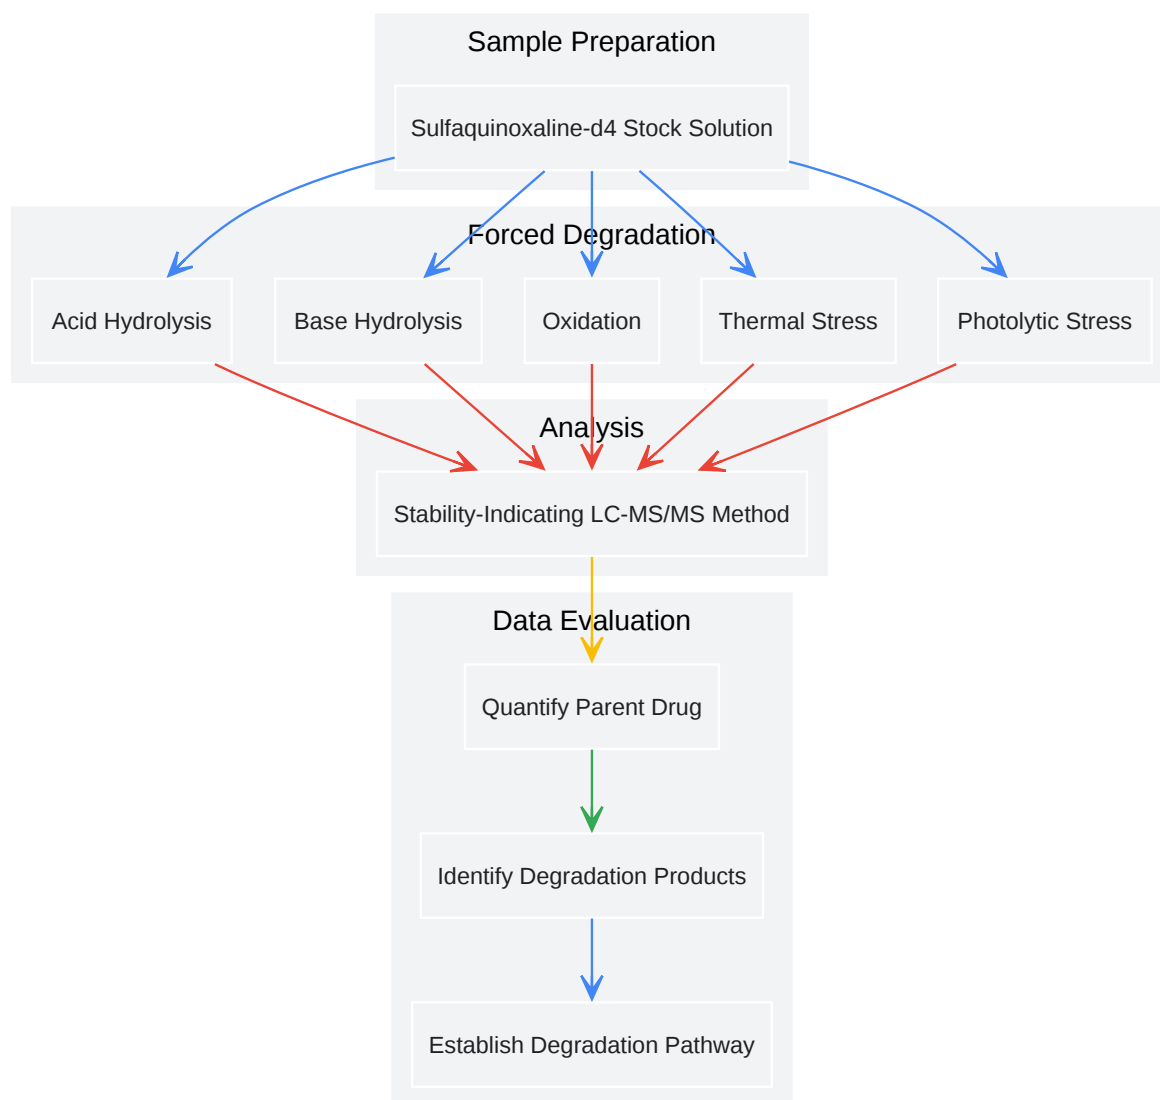 Sample Preparation
Sulfaquinoxaline-d4 Stock Solution
Forced Degradation
Acid Hydrolysis
Base Hydrolysis
Oxidation
Thermal Stress
Photolytic Stress
Analysis
Stability-Indicating LC-MS/MS Method
Data Evaluation
Quantify Parent Drug
Identify Degradation Products
Establish Degradation Pathway